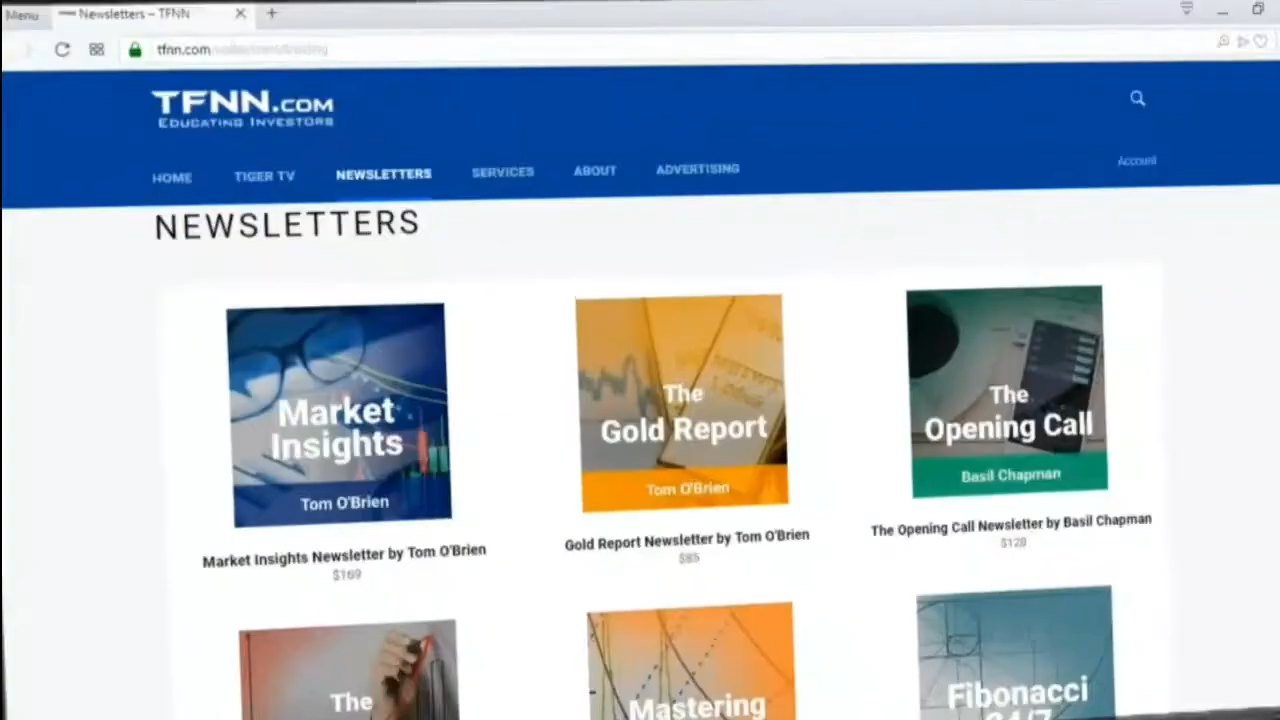 Menu
Newsletters – TFNN
tfnn.com
TFNN.COM
EDUCATING INVESTORS
HOME
TIGER TV
NEWSLETTERS
SERVICES
ABOUT
ADVERTISING
Account
NEWSLETTERS
Market
Insights
Tom O'Brien
The
Gold Report
Tom O'Brien
The
Opening Call
Basil Chapman
Market Insights Newsletter by Tom O'Brien
$169
Gold Report Newsletter by Tom O'Brien
The Opening Call Newsletter by Basil Chapman
The
Mastering
Fibonacci
24/7